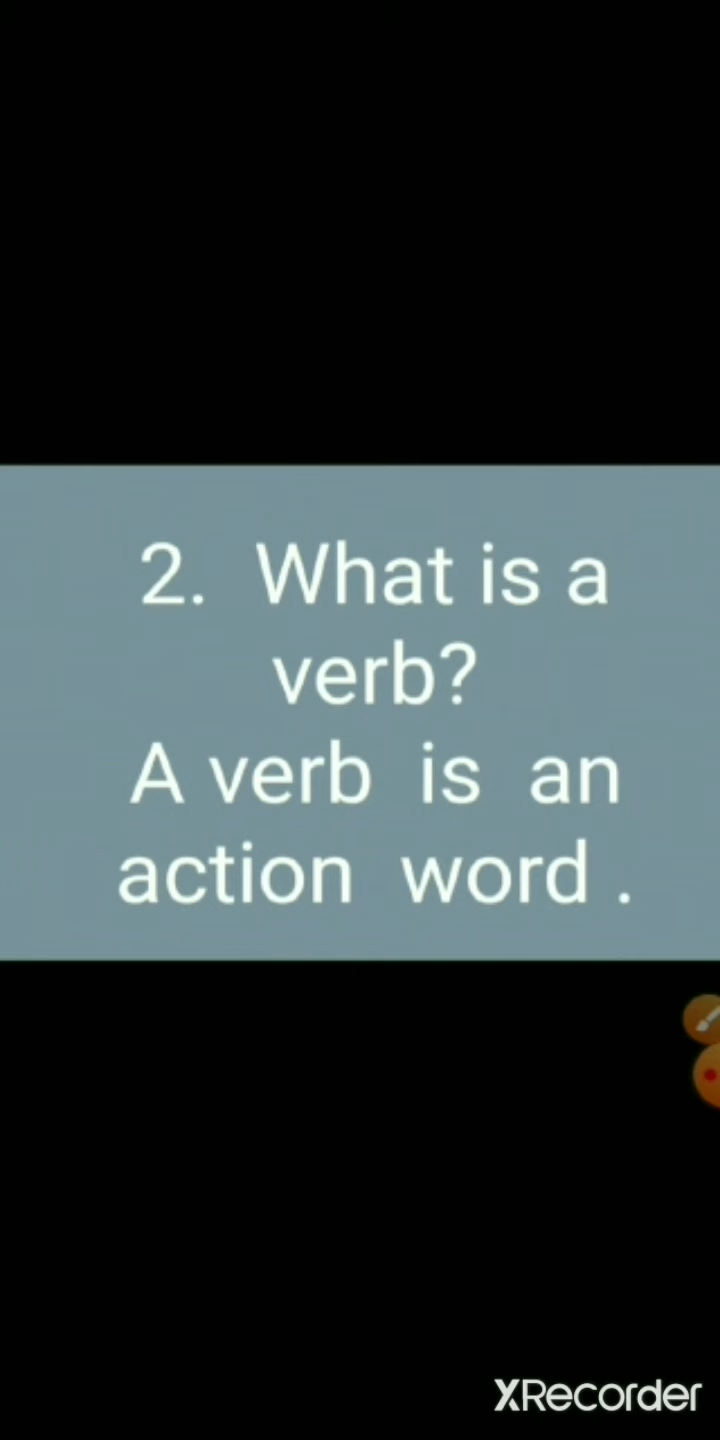 2. What is a
verb?
A verb is an
action word .
XRecorder